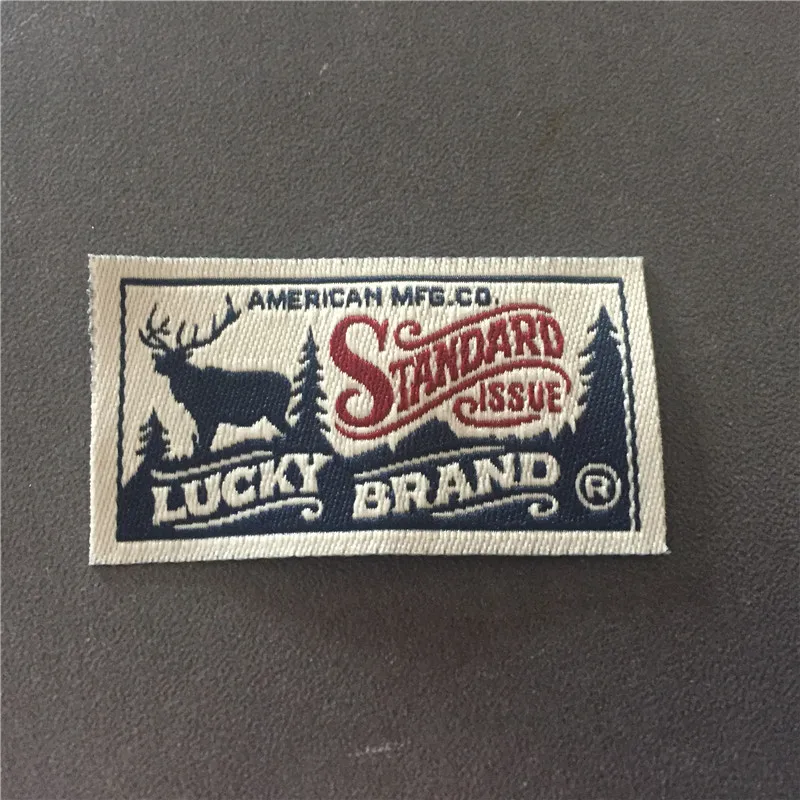 AMERICAN MFG.CO.
STANDARD
ISSUE
LUCKY BRAND ®